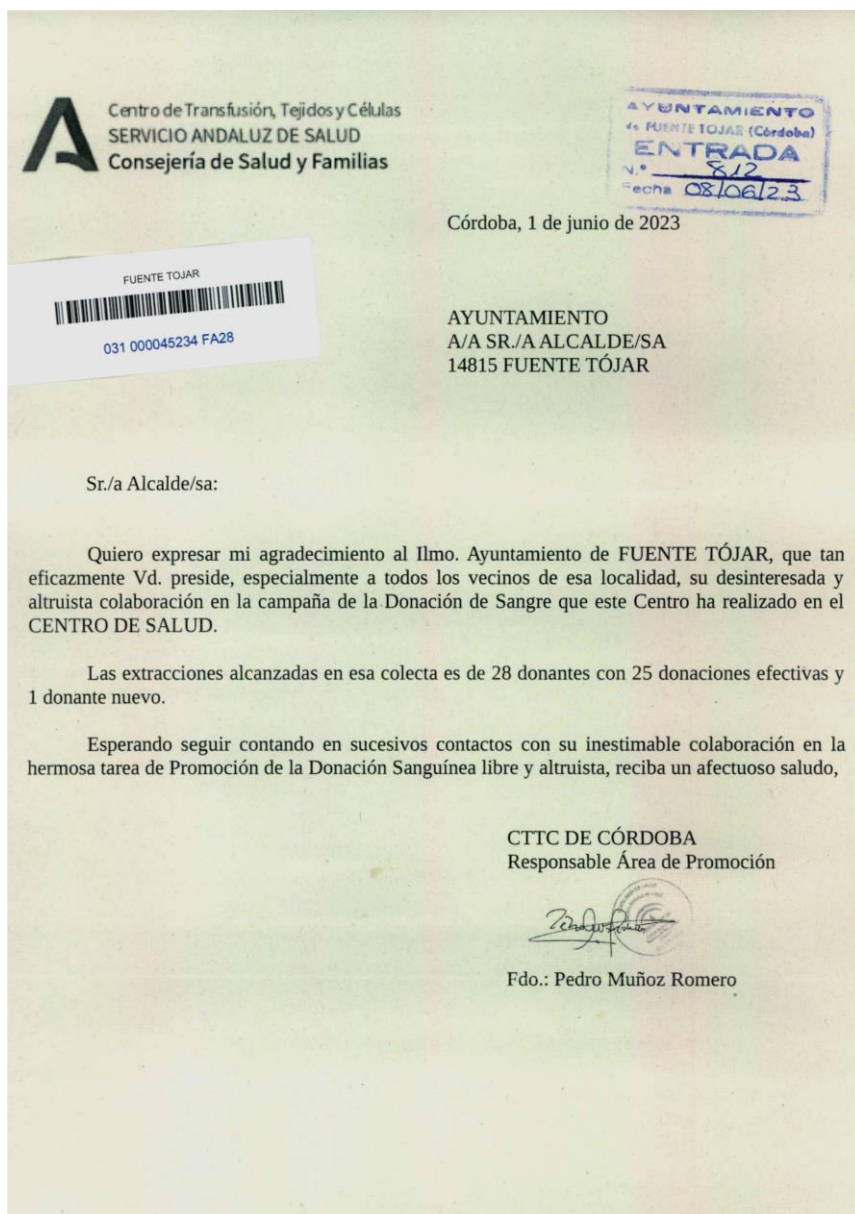 Centro de Transfusión, Tejidos y Células
SERVICIO ANDALUZ DE SALUD
Consejería de Salud y Familias
AYUNTAMIENTO
de FUENTE TOJAR (Córdoba)
ENTRADA
N.º 812
Fecha 08/06/23
Córdoba, 1 de junio de 2023
FUENTE TOJAR
031 000045234 FA28
AYUNTAMIENTO
A/A SR./A ALCALDE/SA
14815 FUENTE TÓJAR
Sr./a Alcalde/sa:
Quiero expresar mi agradecimiento al Ilmo. Ayuntamiento de FUENTE TÓJAR, que tan
eficazmente Vd. preside, especialmente a todos los vecinos de esa localidad, su desinteresada y
altruista colaboración en la campaña de la Donación de Sangre que este Centro ha realizado en el
CENTRO DE SALUD.
Las extracciones alcanzadas en esa colecta es de 28 donantes con 25 donaciones efectivas y
1 donante nuevo.
Esperando seguir contando en sucesivos contactos con su inestimable colaboración en la
hermosa tarea de Promoción de la Donación Sanguínea libre y altruista, reciba un afectuoso saludo,
CTTC DE CÓRDOBA
Responsable Área de Promoción
Fdo.: Pedro Muñoz Romero